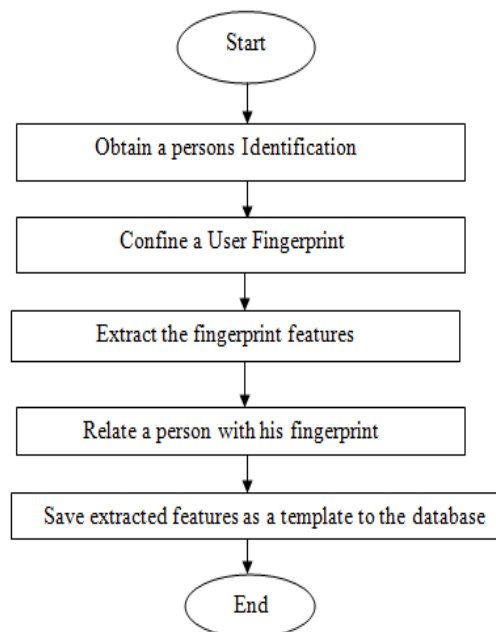 Start
Obtain a persons Identification
Confine a User Fingerprint
Extract the fingerprint features
Relate a person with his fingerprint
Save extracted features as a template to the database
End